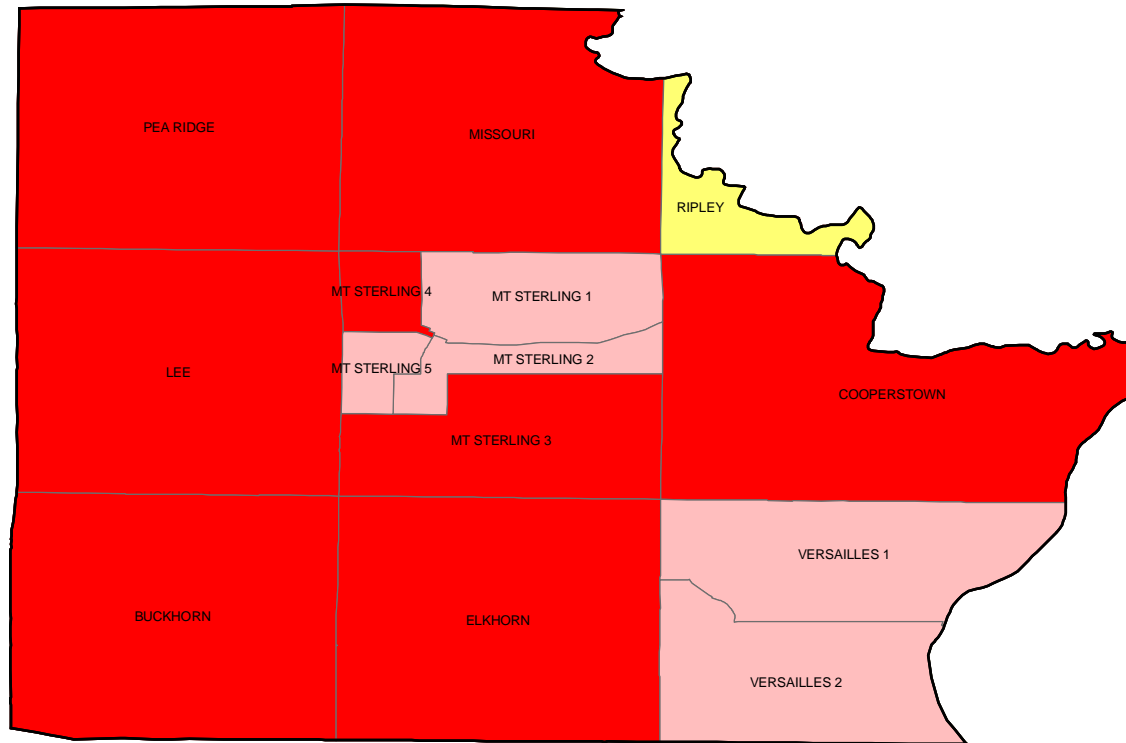 PEA RIDGE
MISSOURI
RIPLEY
MT STERLING 4
MT STERLING 1
MT STERLING 2
MT STERLING 5
LEE
COOPERSTOWN
MT STERLING 3
VERSAILLES 1
BUCKHORN
ELKHORN
VERSAILLES 2